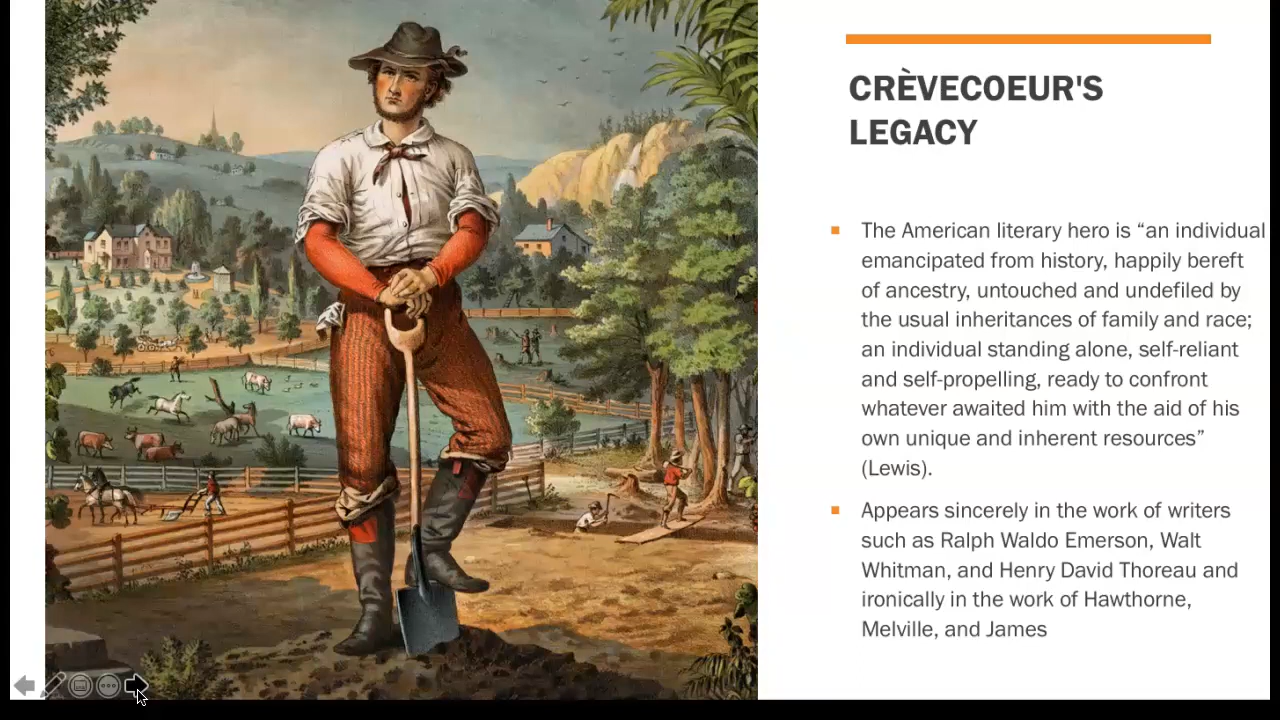 CRÈVECOEUR'S
LEGACY
The American literary hero is “an individual
emancipated from history, happily bereft
of ancestry, untouched and undefiled by
the usual inheritances of family and race;
an individual standing alone, self-reliant
and self-propelling, ready to confront
whatever awaited him with the aid of his
own unique and inherent resources”
(Lewis).
Appears sincerely in the work of writers
such as Ralph Waldo Emerson, Walt
Whitman, and Henry David Thoreau and
ironically in the work of Hawthorne,
Melville, and James